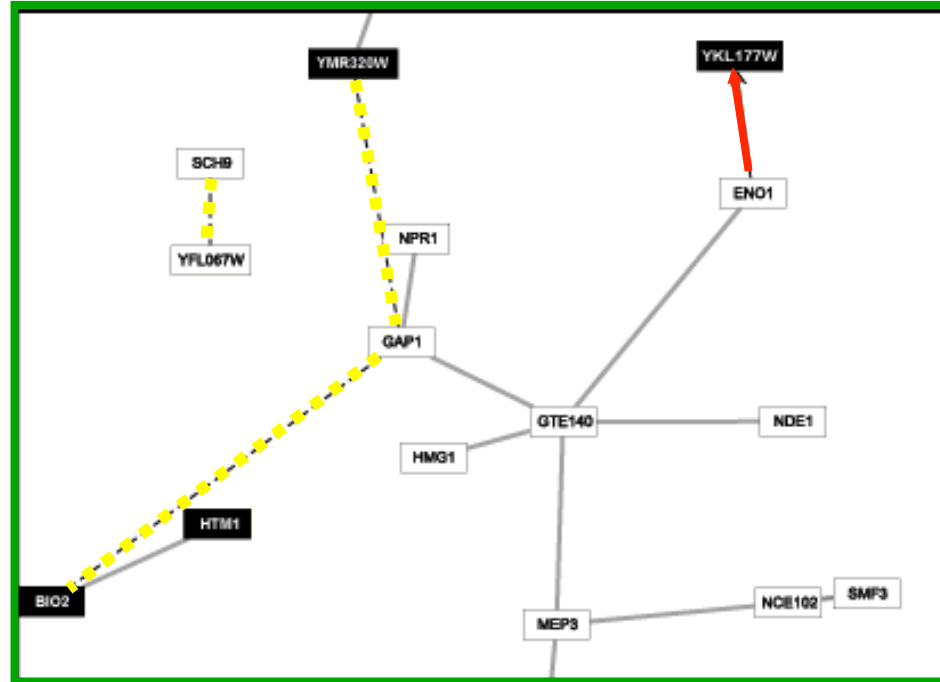 YMR320W
YKL177W
SCH9
ENO1
NPR1
YFL067W
GAP1
GTE140
NDE1
HMG1
HTM1
BIO2
NCE102
SMF3
MEP3